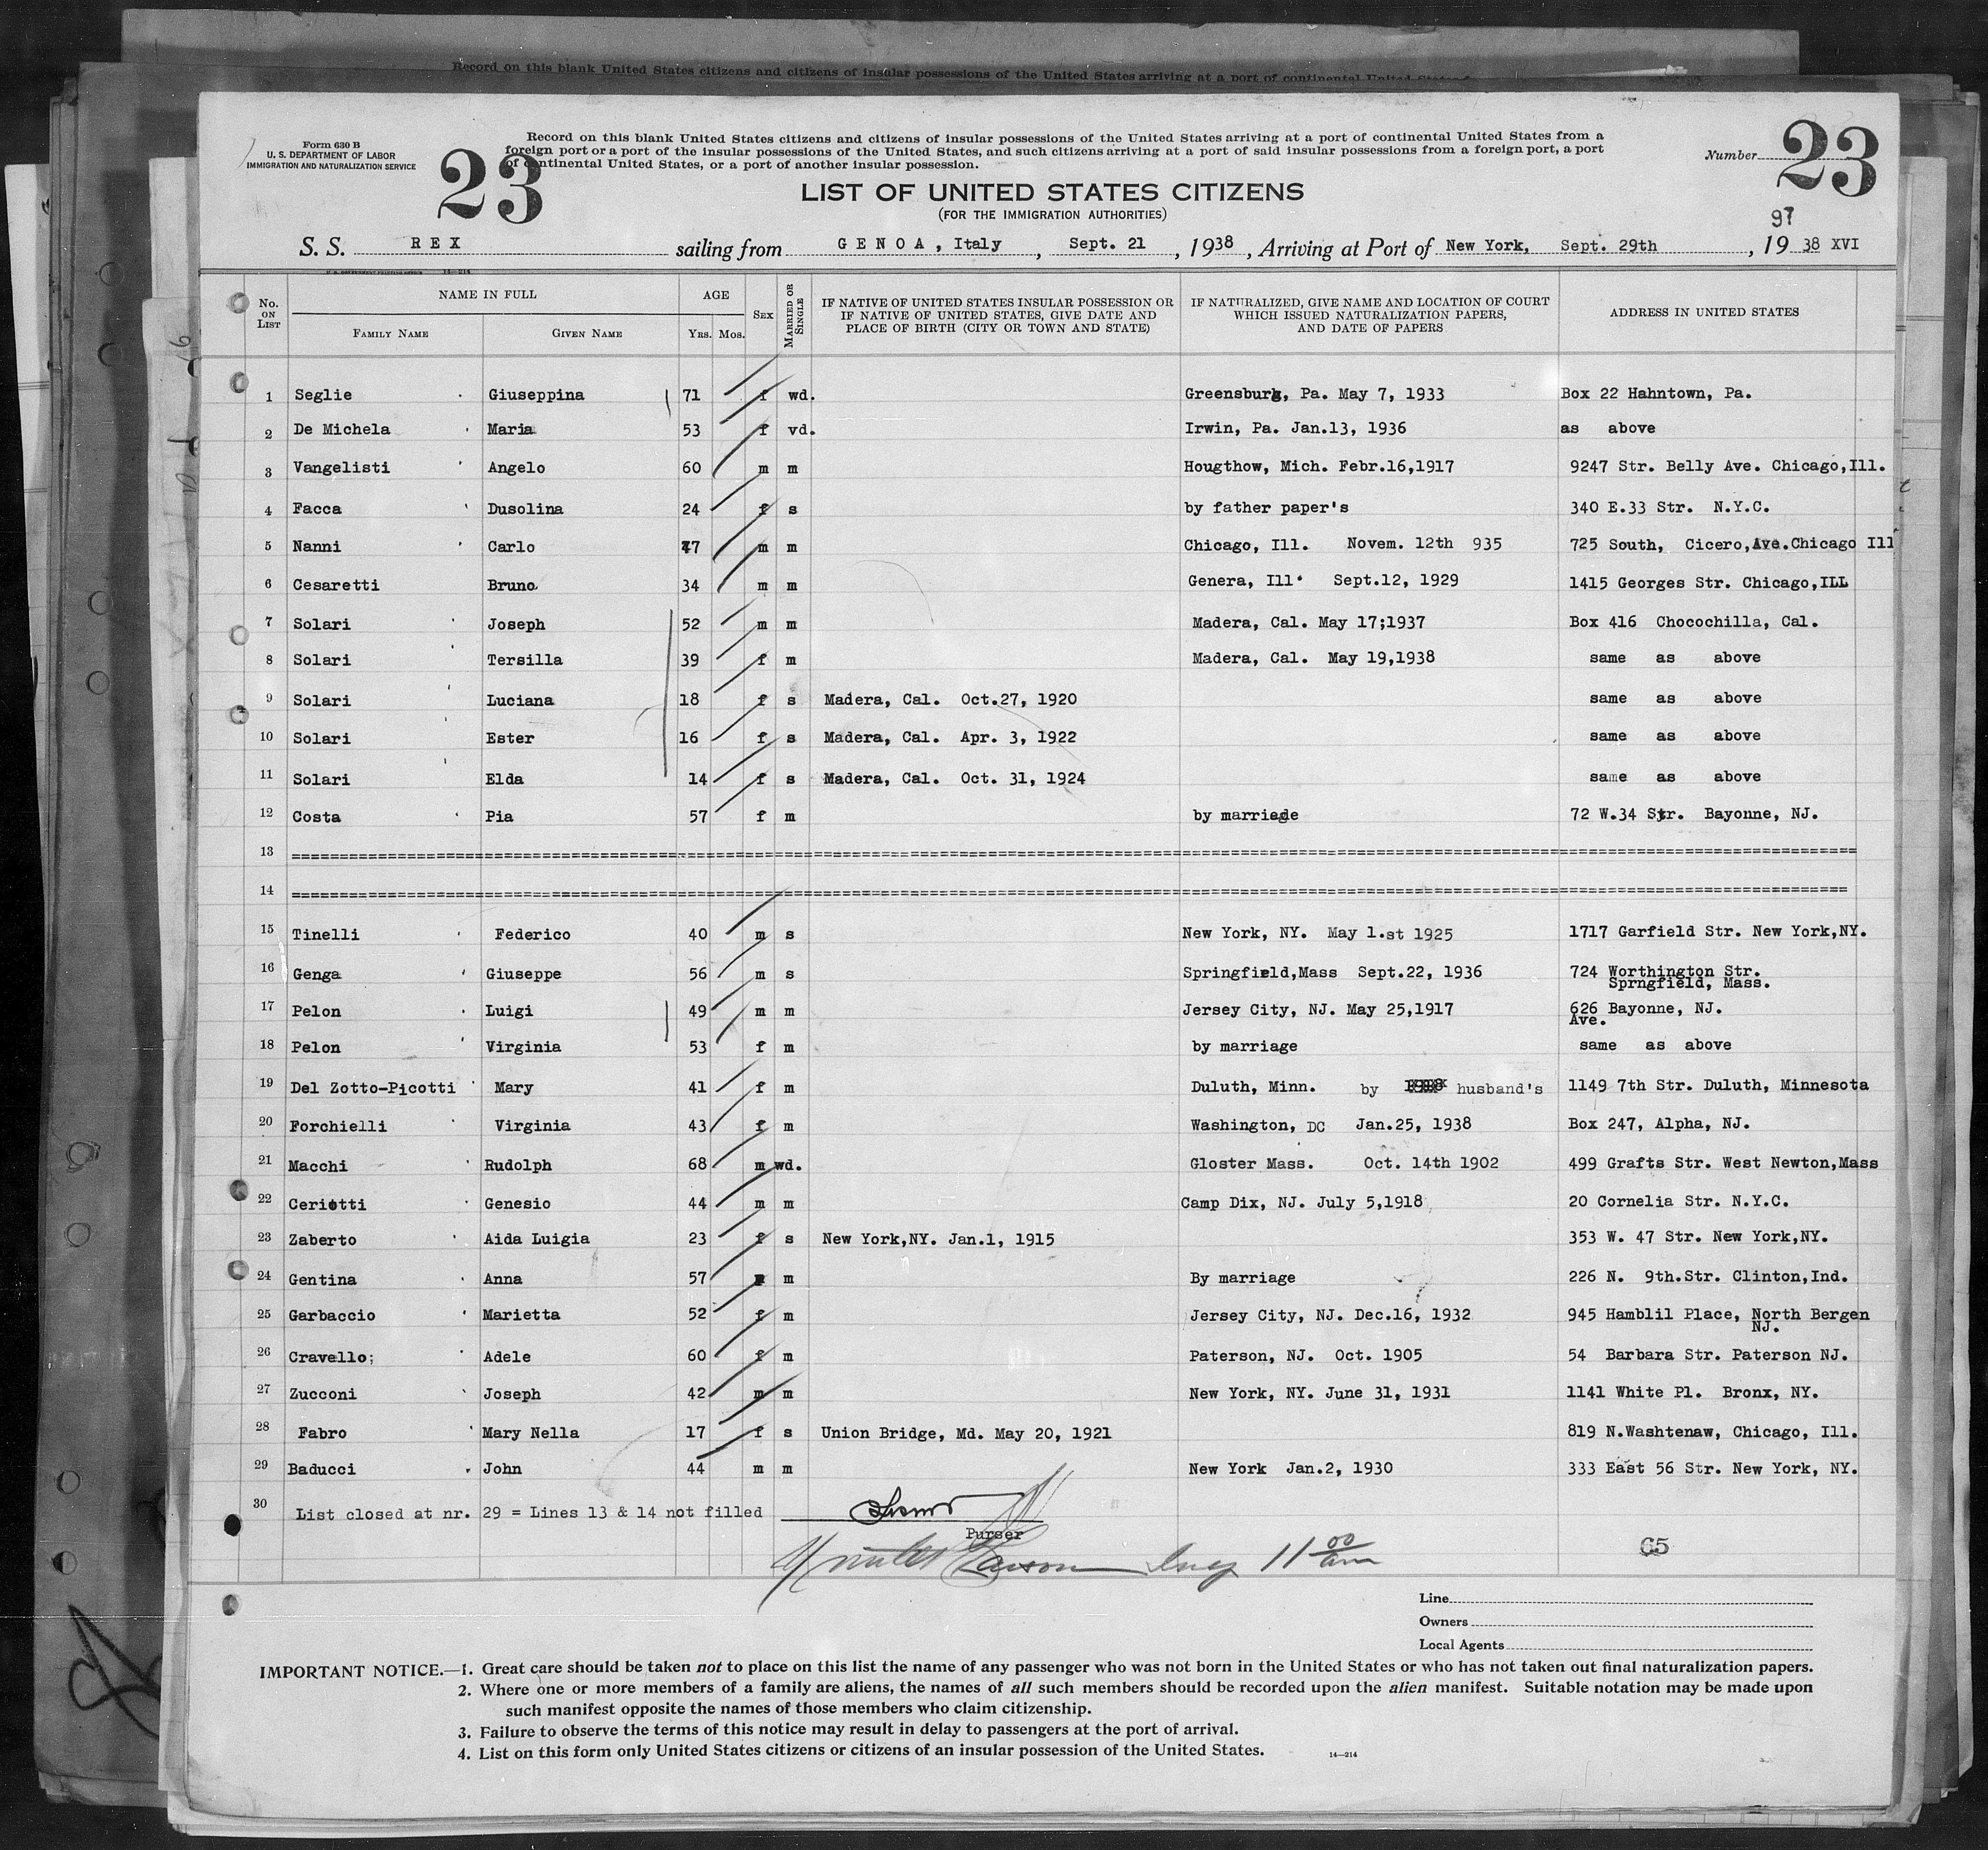 Record on this blank United States citizens and citizens of insular possessions of the United States arriving at a port of continental United States
Form 630 B
U. S. DEPARTMENT OF LABOR
IMMIGRATION AND NATURALIZATION SERVICE
23
Record on this blank United States citizens and citizens of insular possessions of the United States arriving at a port of continental United States from a
foreign port or a port of the insular possessions of the United States, and such citizens arriving at a port of said insular possessions from a foreign port, a port
of continental United States, or a port of another insular possession.
Number 23
LIST OF UNITED STATES CITIZENS
(FOR THE IMMIGRATION AUTHORITIES)
97
S. S. REX sailing from GENOA, Italy, Sept. 21, 1938, Arriving at Port of New York, Sept. 29th, 1938 XVI
No. ON LIST NAME IN FULL FAMILY NAME GIVEN NAME AGE YRS. MOS. SEX MARRIED OR SINGLE IF NATIVE OF UNITED STATES INSULAR POSSESSION OR IF NATIVE OF UNITED STATES, GIVE DATE AND PLACE OF BIRTH (CITY OR TOWN AND STATE) IF NATURALIZED, GIVE NAME AND LOCATION OF COURT WHICH ISSUED NATURALIZATION PAPERS, AND DATE OF PAPERS ADDRESS IN UNITED STATES
1 Seglie Giuseppina 71 f wd. Greensburg, Pa. May 7, 1933 Box 22 Hahntown, Pa.
2 De Michela Maria 53 f vd. Irwin, Pa. Jan.13, 1936 as above
3 Vangelisti Angelo 60 m m Hougthow, Mich. Febr.16,1917 9247 Str. Belly Ave. Chicago,Ill.
4 Facca Dusolina 24 f s by father paper's 340 E.33 Str. N.Y.C.
5 Nanni Carlo 47 m m Chicago, Ill. Novem. 12th 935 725 South, Cicero,Ave.Chicago Ill
6 Cesaretti Bruno 34 m m Genera, Ill. Sept.12, 1929 1415 Georges Str. Chicago,ILL
7 Solari Joseph 52 m m Madera, Cal. May 17;1937 Box 416 Chocochilla, Cal.
8 Solari Tersilla 39 f m Madera, Cal. May 19,1938 same as above
9 Solari Luciana 18 f s Madera, Cal. Oct.27, 1920 same as above
10 Solari Ester 16 f s Madera, Cal. Apr. 3, 1922 same as above
11 Solari Elda 14 f s Madera, Cal. Oct. 31, 1924 same as above
12 Costa Pia 57 f m by marriede 72 W.34 Str. Bayonne, NJ.
13
14
15 Tinelli Federico 40 m s New York, NY. May 1.st 1925 1717 Garfield Str. New York,NY.
16 Genga Giuseppe 56 m s Springfield,Mass Sept.22, 1936 724 Worthington Str.
Sprngfield, Mass.
17 Pelon Luigi 49 m m Jersey City, NJ. May 25,1917 626 Bayonne, NJ.
Ave.
18 Pelon Virginia 53 f m by marriage same as above
19 Del Zotto-Picotti Mary 41 f m Duluth, Minn. by husband's 1149 7th Str. Duluth, Minnesota
20 Forchielli Virginia 43 f m Washington, DC Jan.25, 1938 Box 247, Alpha, NJ.
21 Macchi Rudolph 68 m wd. Gloster Mass. Oct. 14th 1902 499 Grafts Str. West Newton,Mass
22 Ceriotti Genesio 44 m m Camp Dix, NJ. July 5,1918 20 Cornelia Str. N.Y.C.
23 Zaberto Aida Luigia 23 f s New York,NY. Jan.1, 1915 353 W. 47 Str. New York,NY.
24 Gentina Anna 57 m By marriage 226 N. 9th.Str. Clinton,Ind.
25 Garbaccio Marietta 52 f m Jersey City, NJ. Dec.16, 1932 945 Hamblil Place, North Bergen
NJ.
26 Cravello; Adele 60 f m Paterson, NJ. Oct. 1905 54 Barbara Str. Paterson NJ.
27 Zucconi Joseph 42 m m New York, NY. June 31, 1931 1141 White Pl. Bronx, NY.
28 Fabro Mary Nella 17 f s Union Bridge, Md. May 20, 1921 819 N.Washtenaw, Chicago, Ill.
29 Baducci John 44 m m New York Jan.2, 1930 333 East 56 Str. New York, NY.
30 List closed at nr. 29 = Lines 13 & 14 not filled
Purser
11 00 am
65
Line
Owners
Local Agents
IMPORTANT NOTICE.—1. Great care should be taken not to place on this list the name of any passenger who was not born in the United States or who has not taken out final naturalization papers.
2. Where one or more members of a family are aliens, the names of all such members should be recorded upon the alien manifest. Suitable notation may be made upon
such manifest opposite the names of those members who claim citizenship.
3. Failure to observe the terms of this notice may result in delay to passengers at the port of arrival.
4. List on this form only United States citizens or citizens of an insular possession of the United States.
14—214